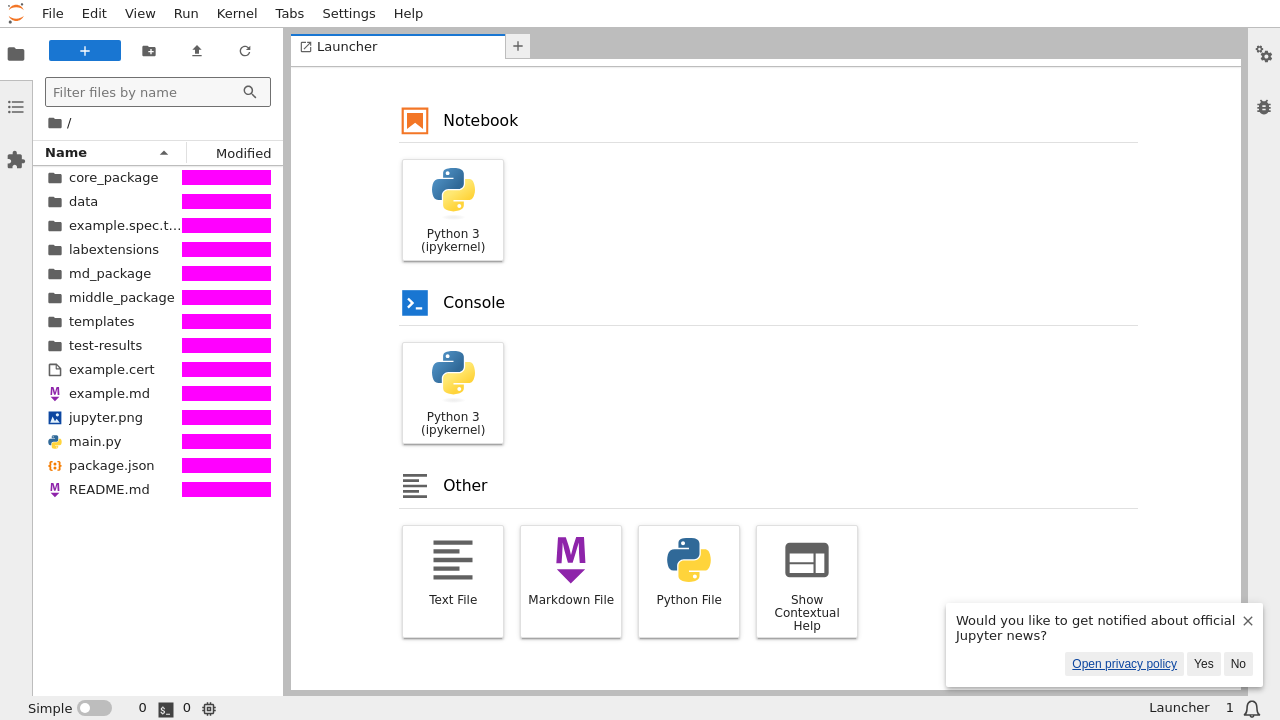 File Edit View Run Kernel Tabs Settings Help
Launcher
Filter files by name
/
Name Modified
core_package
data
example.spec.t...
labextensions
md_package
middle_package
templates
test-results
example.cert
example.md
jupyter.png
main.py
package.json
README.md
Notebook
Python 3
(ipykernel)
Console
Python 3
(ipykernel)
Other
Text File
Markdown File
Python File
Show
Contextual
Help
Would you like to get notified about official
Jupyter news?
Open privacy policy Yes No
Simple 0 0 Launcher 1